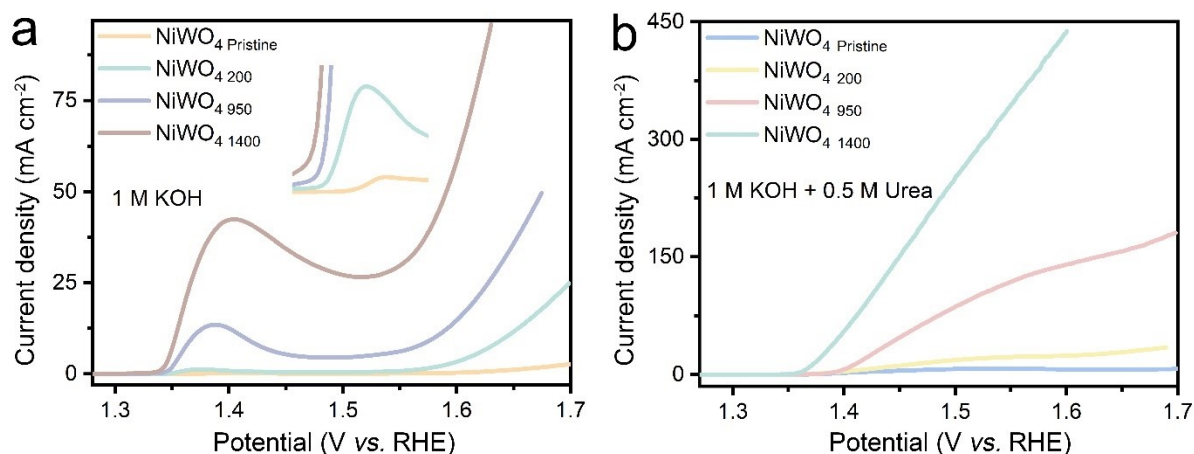 a
Current density (mA cm⁻²)
75
50
25
0
NiWO₄ Pristine
NiWO₄ 200
NiWO₄ 950
NiWO₄ 1400
1 M KOH
1.3 1.4 1.5 1.6 1.7
Potential (V vs. RHE)
b
Current density (mA cm⁻²)
450
300
150
0
NiWO₄ Pristine
NiWO₄ 200
NiWO₄ 950
NiWO₄ 1400
1 M KOH + 0.5 M Urea
1.3 1.4 1.5 1.6 1.7
Potential (V vs. RHE)